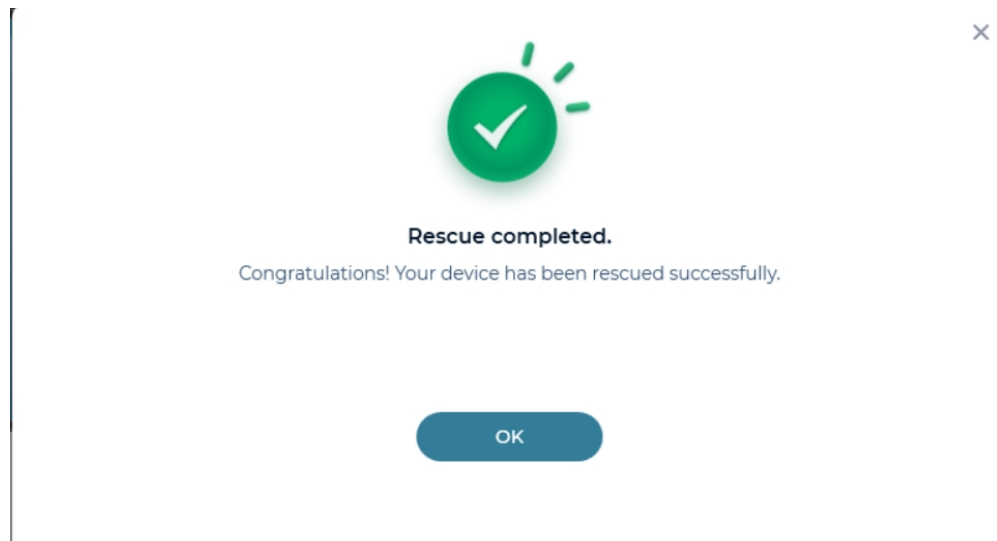 Rescue completed.
Congratulations! Your device has been rescued successfully.
OK